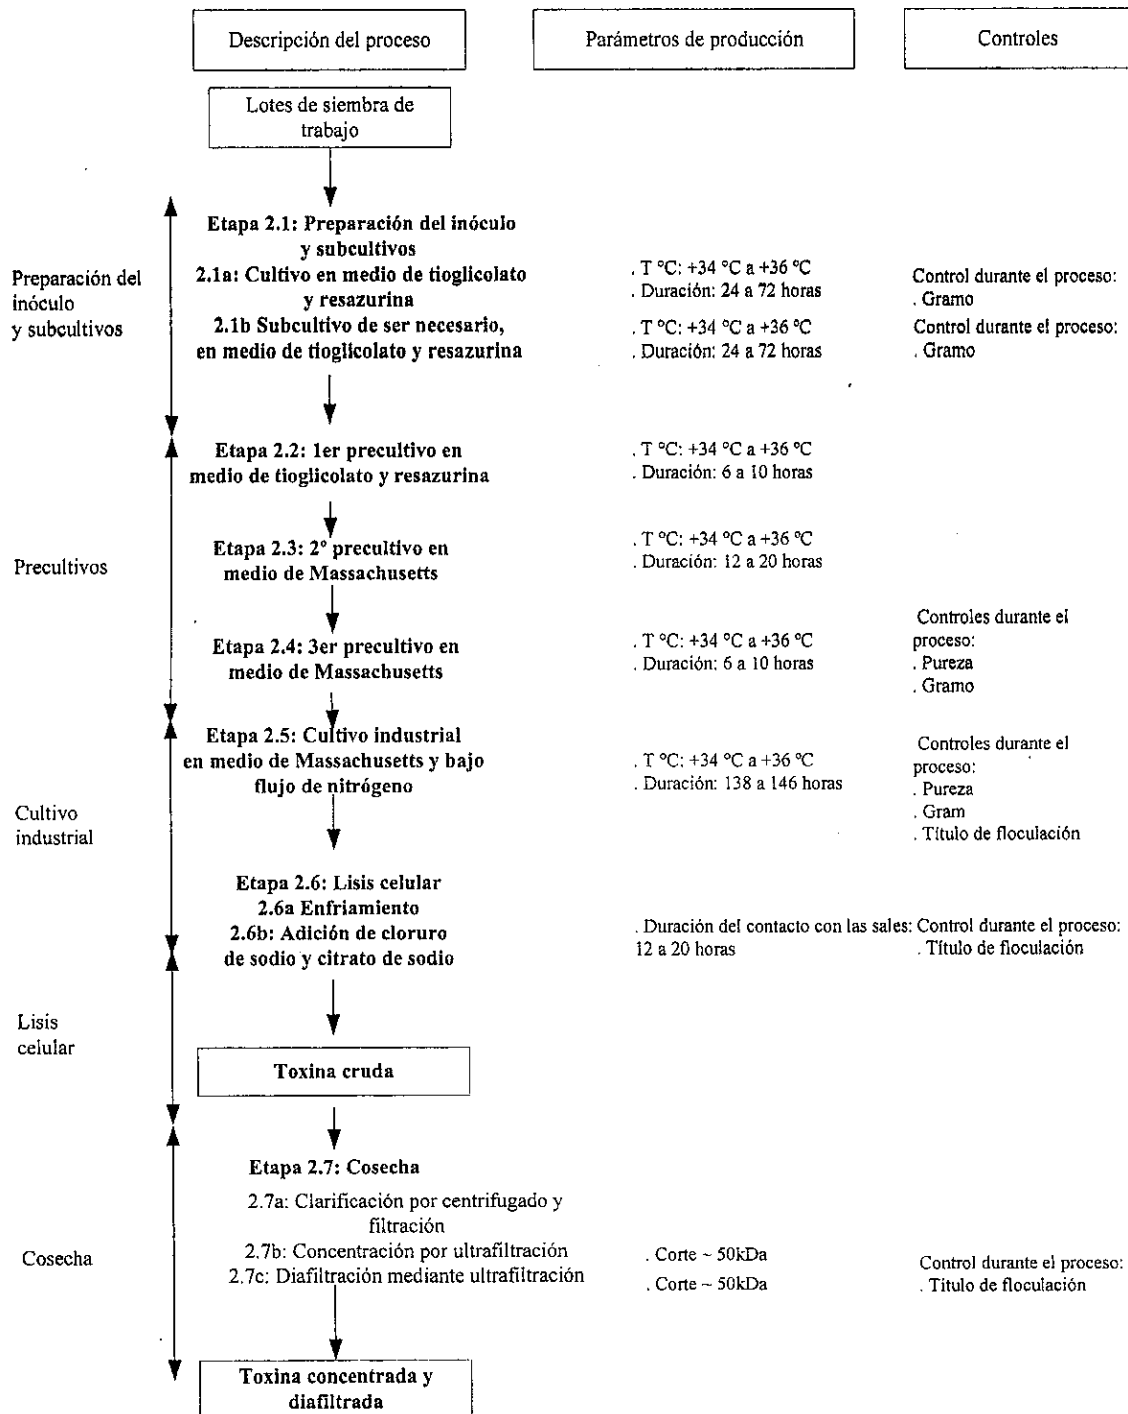 Descripción del proceso
Parámetros de producción
Controles
Lotes de siembra de
trabajo
Preparación del
inóculo
y subcultivos
Etapa 2.1: Preparación del inóculo
y subcultivos
2.1a: Cultivo en medio de tioglicolato
y resazurina
2.1b Subcultivo de ser necesario,
en medio de tioglicolato y resazurina
. T °C: +34 °C a +36 °C
. Duración: 24 a 72 horas
. T °C: +34 °C a +36 °C
. Duración: 24 a 72 horas
Control durante el proceso:
. Gramo
Control durante el proceso:
. Gramo
Precultivos
Etapa 2.2: 1er precultivo en
medio de tioglicolato y resazurina
. T °C: +34 °C a +36 °C
. Duración: 6 a 10 horas
Etapa 2.3: 2º precultivo en
medio de Massachusetts
. T °C: +34 °C a +36 °C
. Duración: 12 a 20 horas
Etapa 2.4: 3er precultivo en
medio de Massachusetts
. T °C: +34 °C a +36 °C
. Duración: 6 a 10 horas
Controles durante el
proceso:
. Pureza
. Gramo
Cultivo
industrial
Etapa 2.5: Cultivo industrial
en medio de Massachusetts y bajo
flujo de nitrógeno
. T °C: +34 °C a +36 °C
. Duración: 138 a 146 horas
Controles durante el
proceso:
. Pureza
. Gram
. Título de floculación
Etapa 2.6: Lisis celular
2.6a Enfriamiento
2.6b: Adición de cloruro
de sodio y citrato de sodio
. Duración del contacto con las sales:
12 a 20 horas
Control durante el proceso:
. Título de floculación
Lisis
celular
Toxina cruda
Cosecha
Etapa 2.7: Cosecha
2.7a: Clarificación por centrifugado y
filtración
2.7b: Concentración por ultrafiltración
2.7c: Diafiltración mediante ultrafiltración
. Corte ~ 50kDa
. Corte ~ 50kDa
Control durante el proceso:
. Título de floculación
Toxina concentrada y
diafiltrada